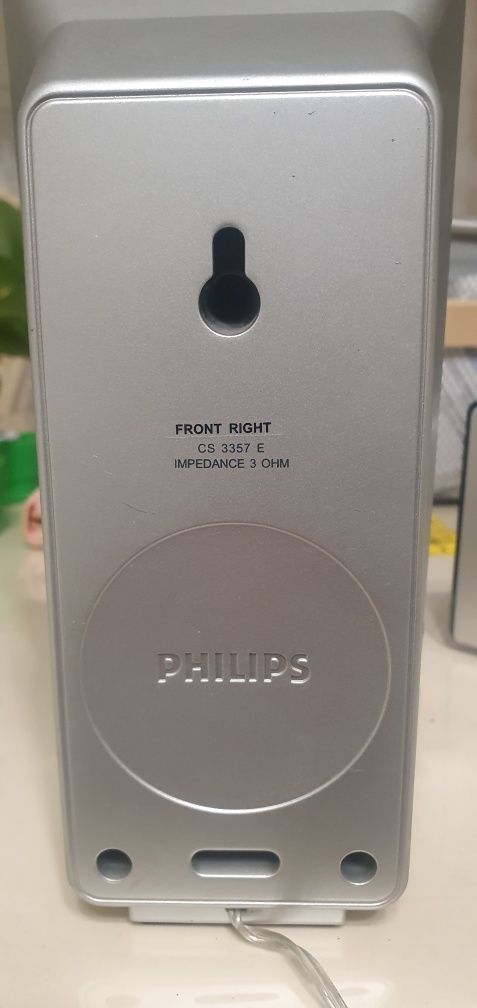 FRONT RIGHT
CS 3357 E
IMPEDANCE 3 OHM
PHILIPS